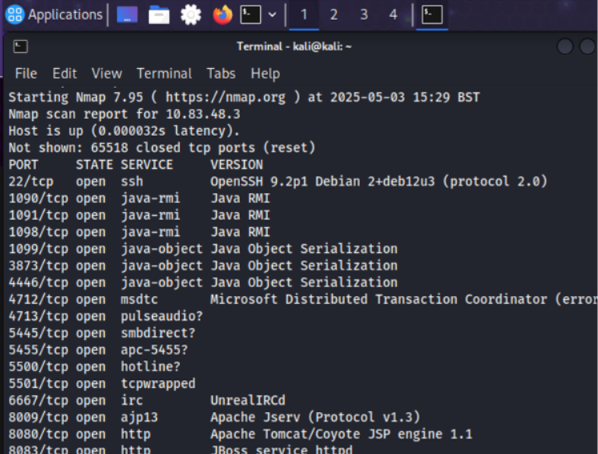 Applications 1 2 3 4
Terminal - kali@kali: ~
File Edit View Terminal Tabs Help
Starting Nmap 7.95 ( https://nmap.org ) at 2025-05-03 15:29 BST
Nmap scan report for 10.83.48.3
Host is up (0.000032s latency).
Not shown: 65518 closed tcp ports (reset)
PORT STATE SERVICE VERSION
22/tcp open ssh OpenSSH 9.2p1 Debian 2+deb12u3 (protocol 2.0)
1090/tcp open java-rmi Java RMI
1091/tcp open java-rmi Java RMI
1098/tcp open java-rmi Java RMI
1099/tcp open java-object Java Object Serialization
3873/tcp open java-object Java Object Serialization
4446/tcp open java-object Java Object Serialization
4712/tcp open msdtc Microsoft Distributed Transaction Coordinator (error
4713/tcp open pulseaudio?
5445/tcp open smbdirect?
5455/tcp open apc-5455?
5500/tcp open hotline?
5501/tcp open tcpwrapped
6667/tcp open irc UnrealIRCd
8009/tcp open ajp13 Apache Jserv (Protocol v1.3)
8080/tcp open http Apache Tomcat/Coyote JSP engine 1.1
8083/tcp open http JBoss service httpd